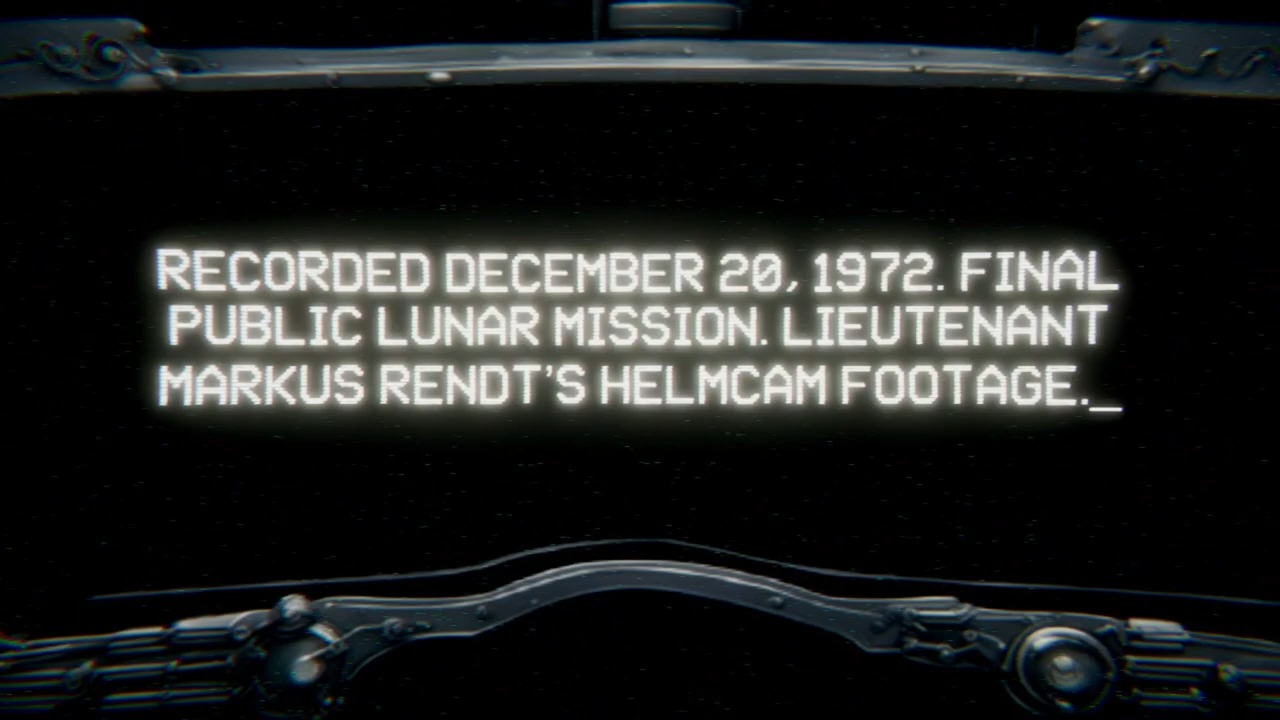 RECORDED DECEMBER 20, 1972. FINAL
PUBLIC LUNAR MISSION. LIEUTENANT
MARKUS RENDT'S HELMCAM FOOTAGE._